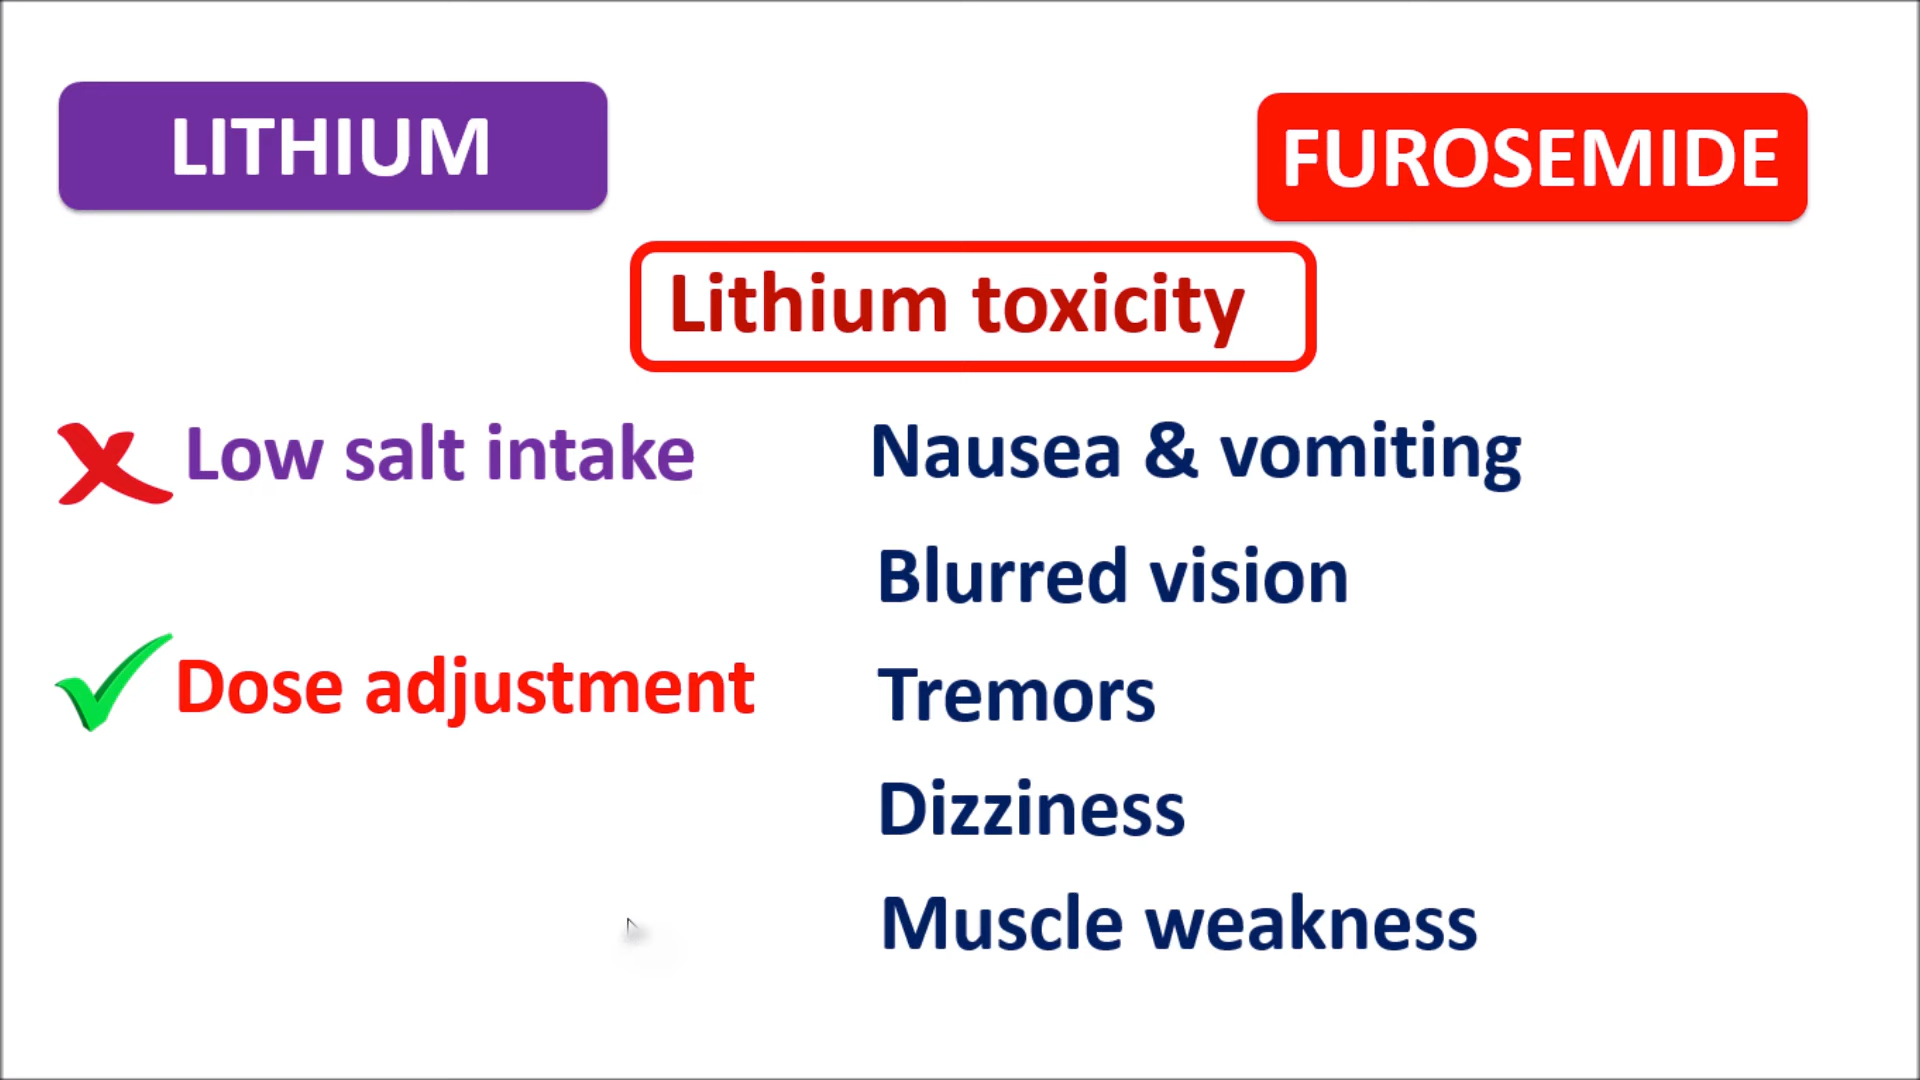 LITHIUM
FUROSEMIDE
Lithium toxicity
Low salt intake
Dose adjustment
Nausea & vomiting
Blurred vision
Tremors
Dizziness
Muscle weakness